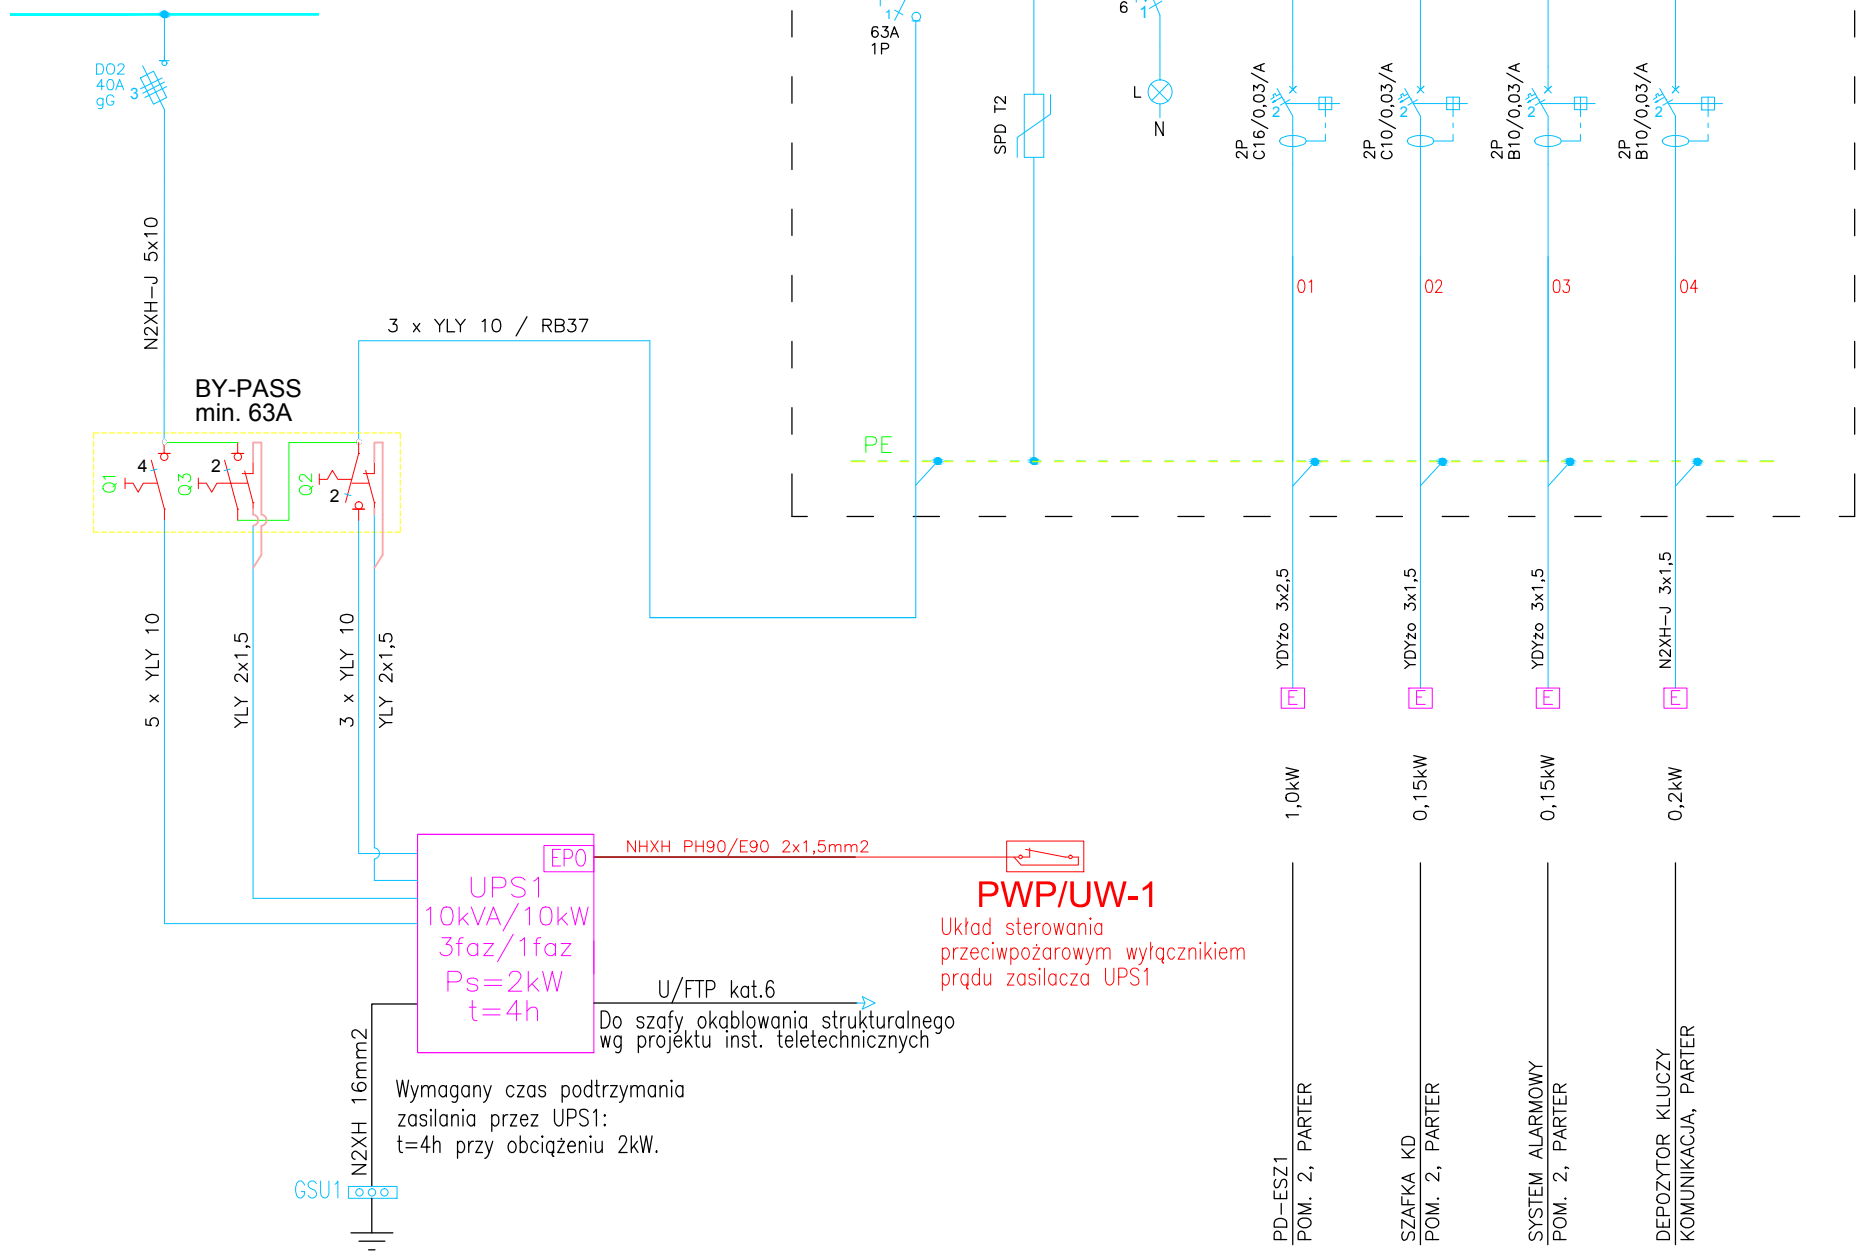 DO2
40A
gG
3
N2XH-J 5x10
1
63A
1P
SPD T2
6
1
L
N
2P
C16/0,03/A
2
2P
C10/0,03/A
2
2P
B10/0,03/A
2
2P
B10/0,03/A
2
01
02
03
04
3 x YLY 10 / RB37
BY-PASS
min. 63A
Q1
4
Q3
2
Q2
2
PE
5 x YLY 10
YLY 2x1,5
3 x YLY 10
YLY 2x1,5
YDYżo 3x2,5
YDYżo 3x1,5
YDYżo 3x1,5
N2XH-J 3x1,5
E
E
E
E
1,0kW
0,15kW
0,15kW
0,2kW
EPO
UPS1
10kVA/10kW
3faz/1faz
Ps=2kW
t=4h
NHXH PH90/E90 2x1,5mm2
PWP/UW-1
Układ sterowania
przeciwpożarowym wyłącznikiem
prądu zasilacza UPS1
U/FTP kat.6
Do szafy okablowania strukturalnego
wg projektu inst. teletechnicznych
N2XH 16mm2
Wymagany czas podtrzymania
zasilania przez UPS1:
t=4h przy obciążeniu 2kW.
GSU1
PD-ESZ1
POM. 2, PARTER
SZAFKA KD
POM. 2, PARTER
SYSTEM ALARMOWY
POM. 2, PARTER
DEPOZYTOR KLUCZY
KOMUNIKACJA, PARTER